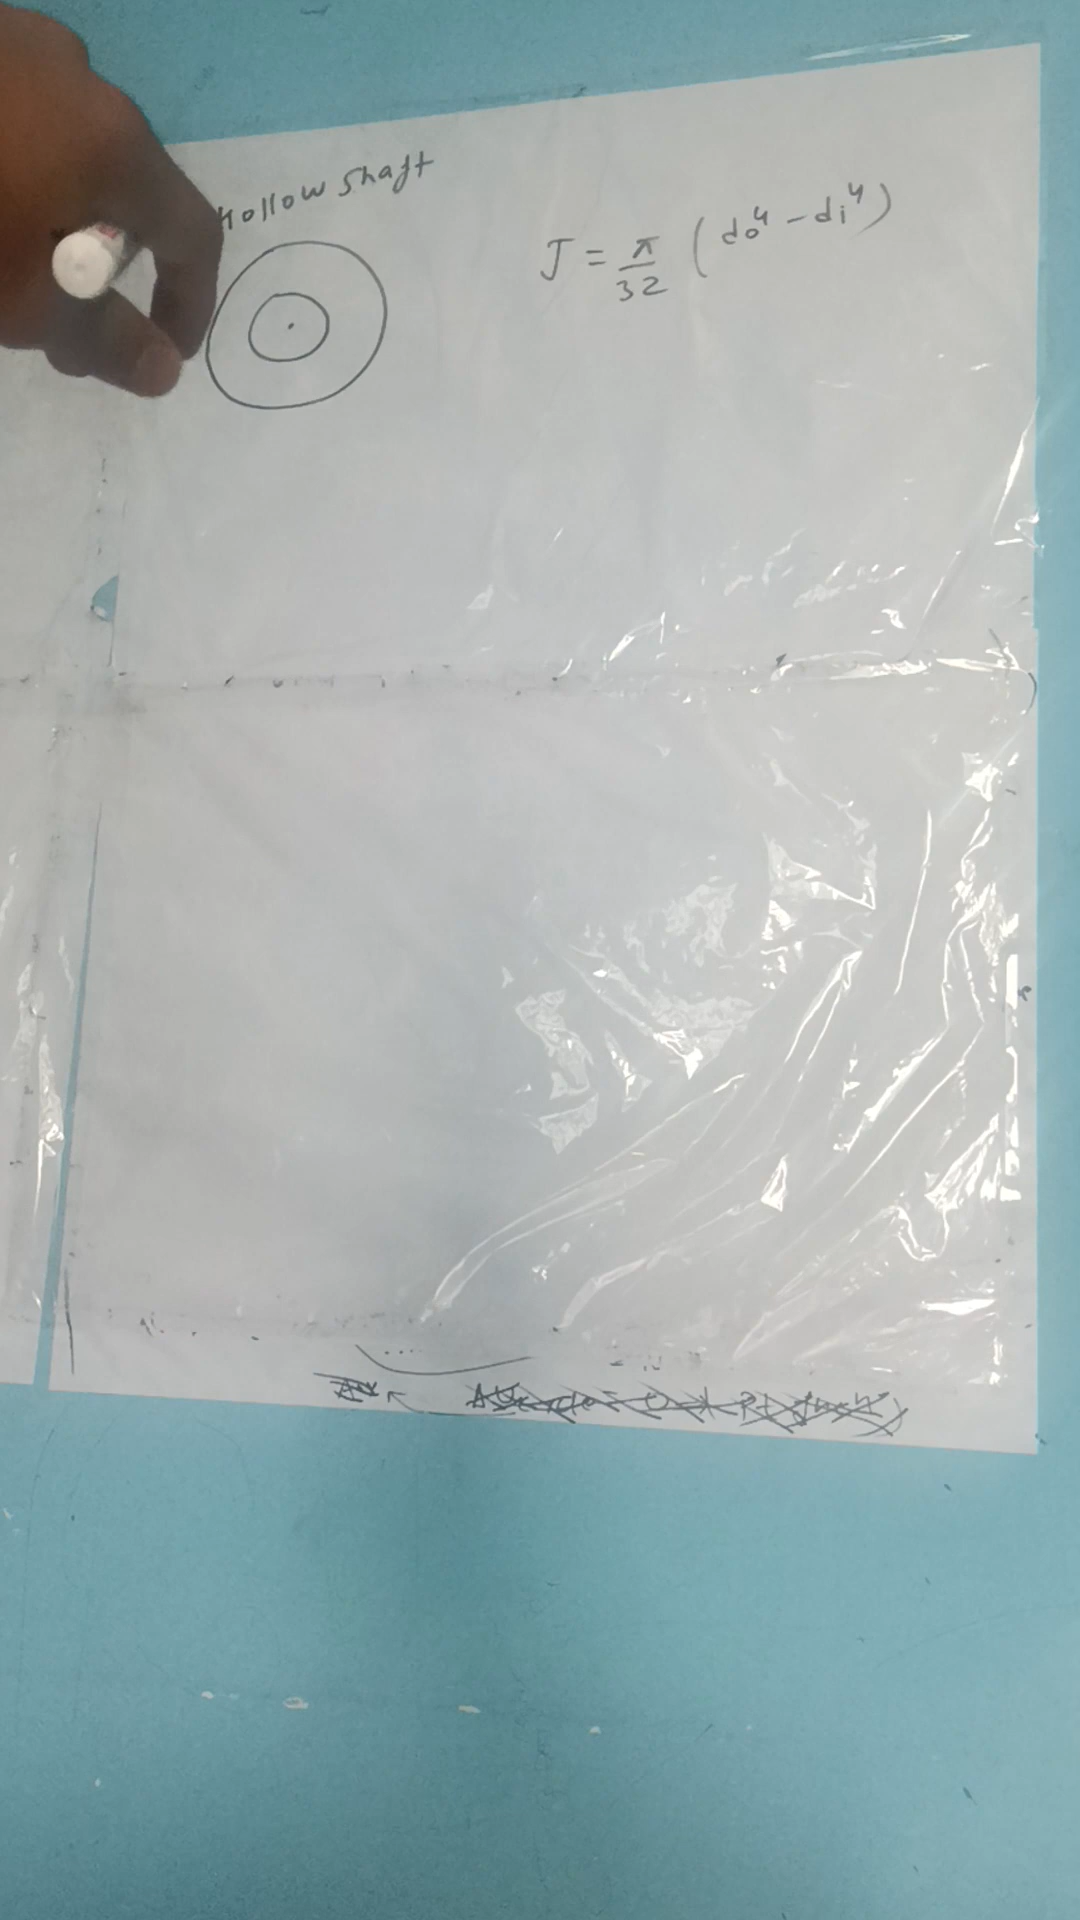 Hollow Shaft
J = π/32 (do⁴ - di⁴)